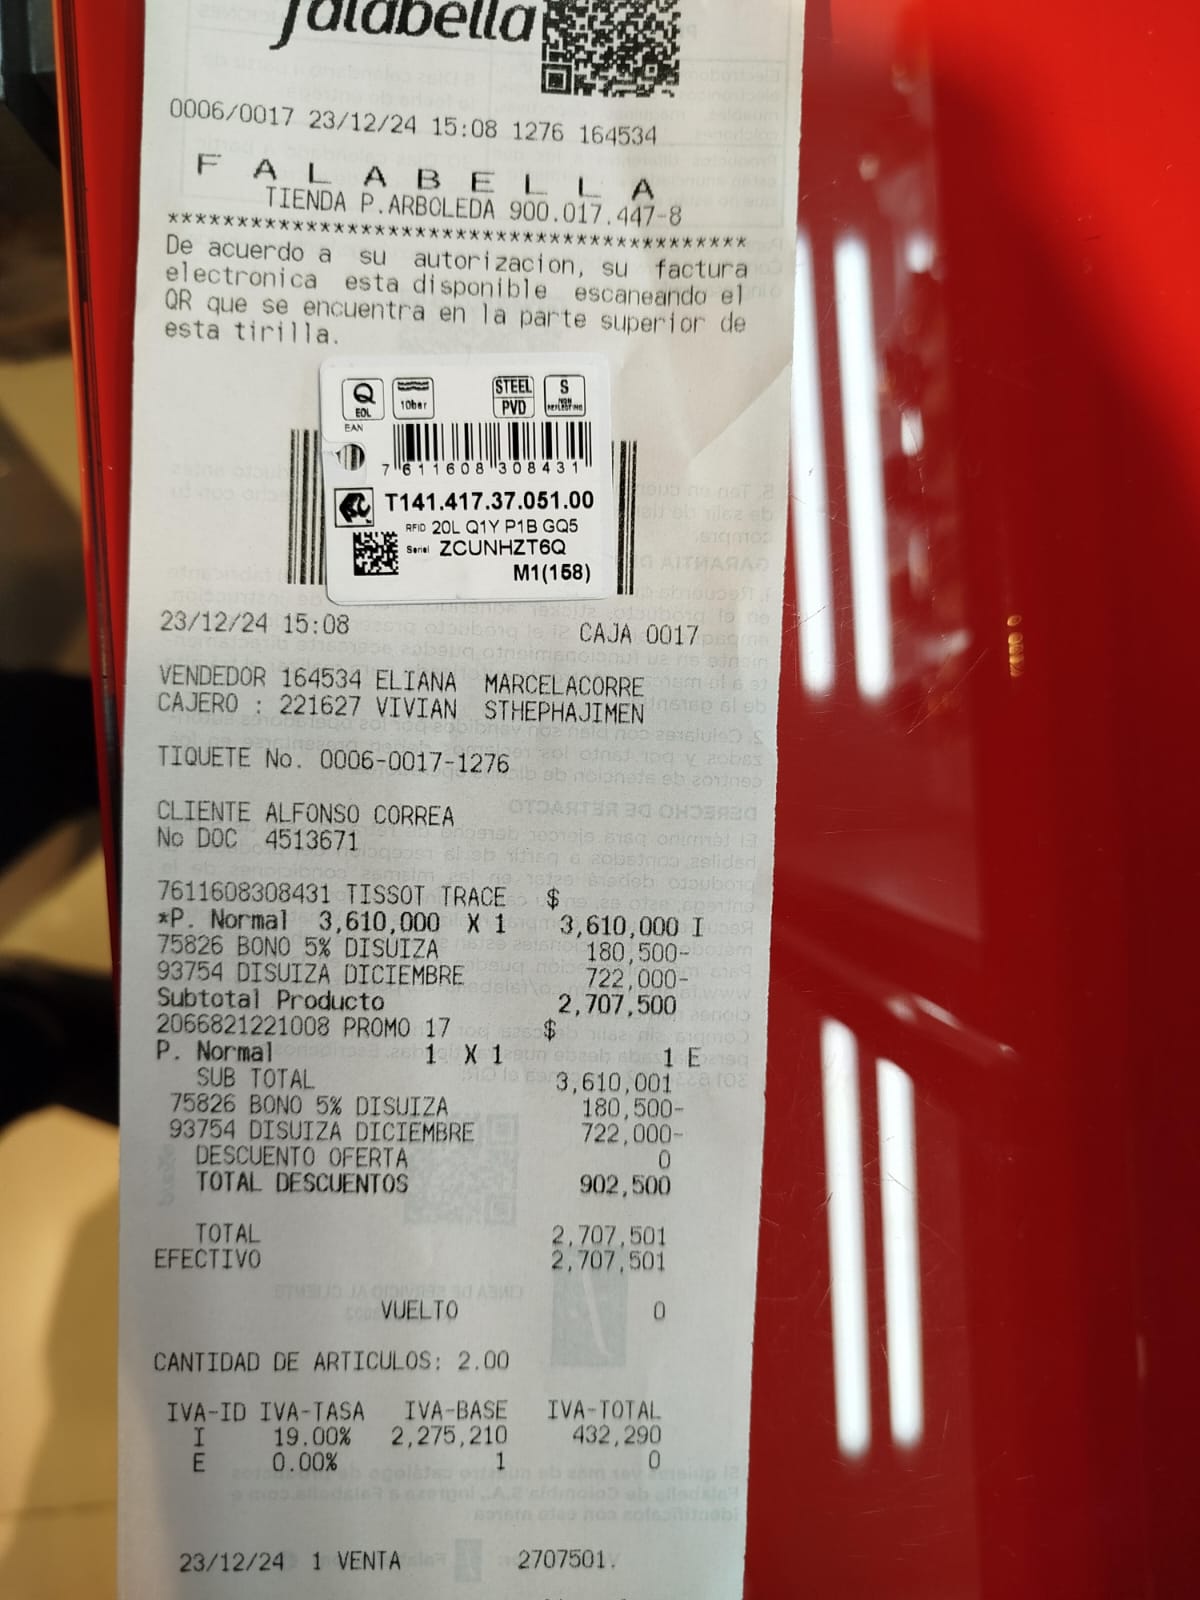 falabella
0006/0017 23/12/24 15:08 1276 164534
F A L A B E L L A
TIENDA P.ARBOLEDA 900.017.447-8
*******************************************
De acuerdo a su autorizacion, su factura
electronica esta disponible escaneando el
QR que se encuentra en la parte superior de
esta tirilla.
Q
EOL
10bar
STEEL
PVD
S
NON
REFLECTING
EAN
7 611608 308431
T141.417.37.051.00
RFID 20L Q1Y P1B GQ5
Serial ZCUNHZT6Q
M1(158)
23/12/24 15:08 CAJA 0017
VENDEDOR 164534 ELIANA MARCELACORRE
CAJERO : 221627 VIVIAN STHEPHAJIMEN
TIQUETE No. 0006-0017-1276
CLIENTE ALFONSO CORREA
No DOC 4513671
7611608308431 TISSOT TRACE $
*P. Normal 3,610,000 X 1 3,610,000 I
75826 BONO 5% DISUIZA 180,500-
93754 DISUIZA DICIEMBRE 722,000-
Subtotal Producto 2,707,500
2066821221008 PROMO 17 $
P. Normal 1 X 1 1 E
SUB TOTAL 3,610,001
75826 BONO 5% DISUIZA 180,500-
93754 DISUIZA DICIEMBRE 722,000-
DESCUENTO OFERTA 0
TOTAL DESCUENTOS 902,500
TOTAL 2,707,501
EFECTIVO 2,707,501
VUELTO 0
CANTIDAD DE ARTICULOS: 2.00
IVA-ID IVA-TASA IVA-BASE IVA-TOTAL
I 19.00% 2,275,210 432,290
E 0.00% 1 0
23/12/24 1 VENTA 2707501.